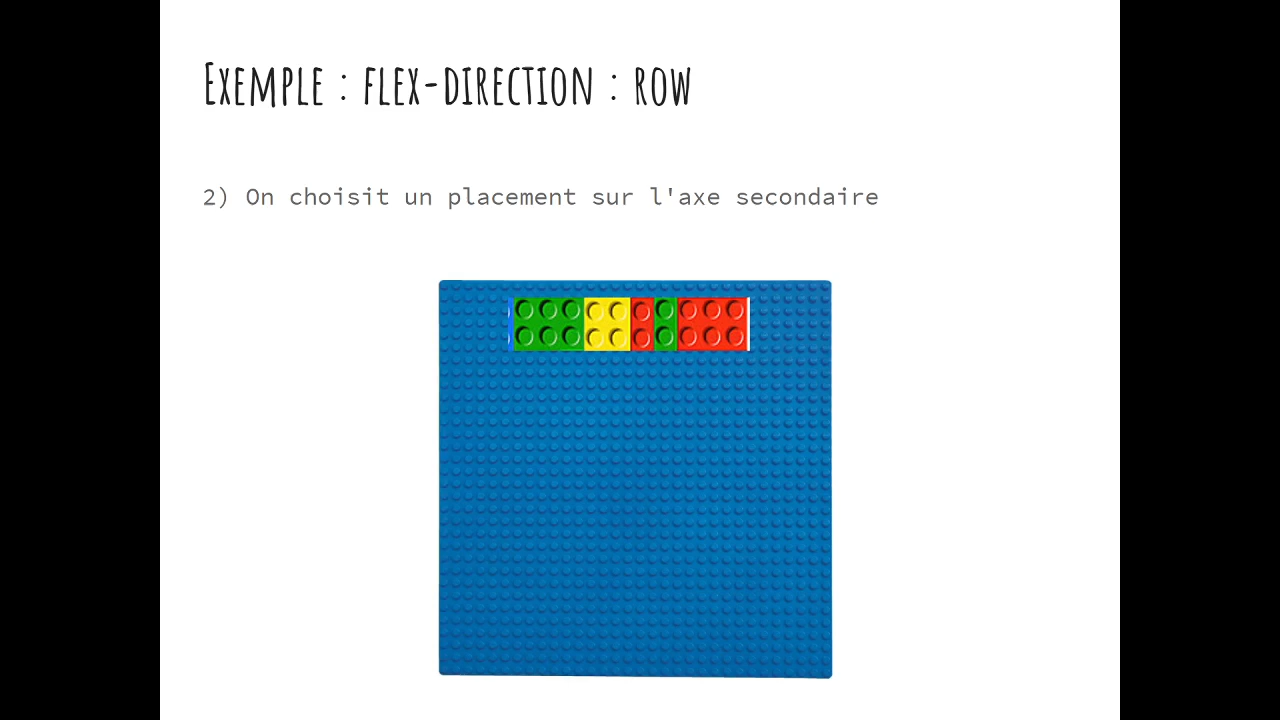 Exemple : flex-direction : row
2) On choisit un placement sur l'axe secondaire